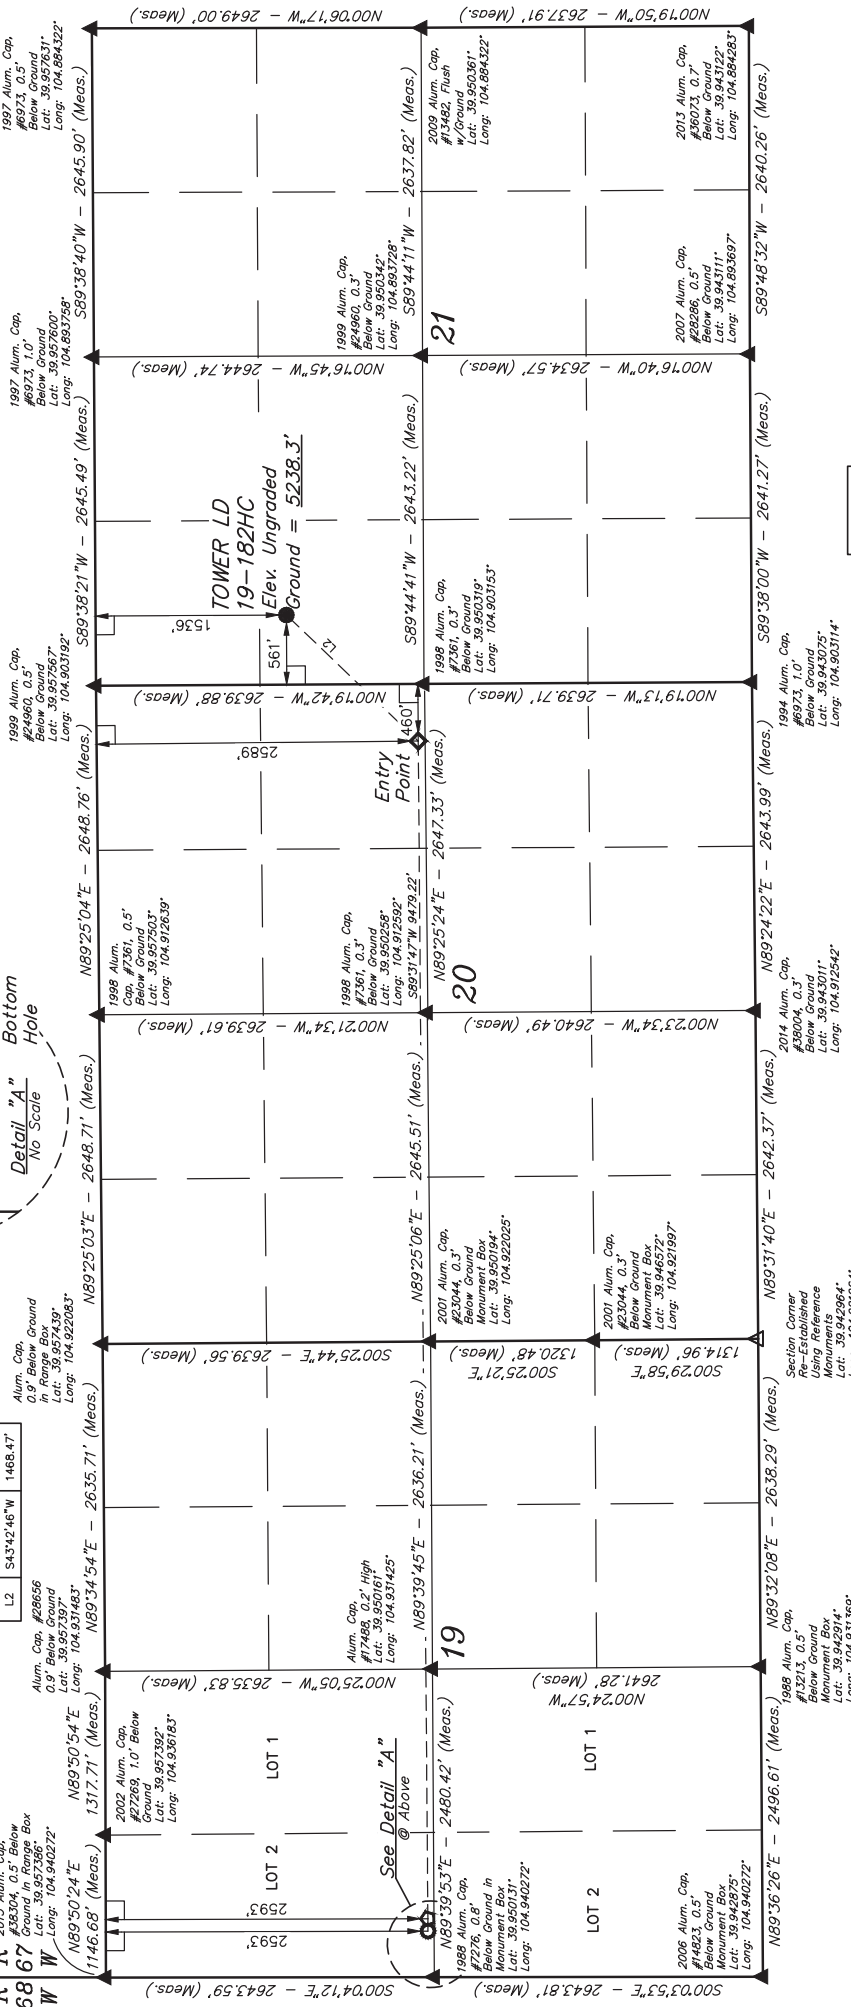 R R
68 67
W W
2013 Alum. Cap,
#38304, 0.5' Below
Ground in Range Box
Lat: 39.957386°
Long: 104.940272°
N89°50'24"E
1146.68' (Meas.)
N89°50'54"E
1317.71' (Meas.)
2002 Alum. Cap,
#27269, 1.0' Below
Ground
Lat: 39.957392°
Long: 104.936183°
Alum. Cap, #28656
0.9' Below Ground
Lat: 39.957397°
Long: 104.931483°
L2 S43°42'46"W 1468.47'
N89°34'54"E – 2635.71' (Meas.)
Alum. Cap,
0.9' Below Ground
in Range Box
Lat: 39.957439°
Long: 104.922083°
Detail "A"
No Scale
Bottom
Hole
N89°25'03"E – 2648.71' (Meas.)
1998 Alum.
Cap, #7361, 0.5'
Below Ground
Lat: 39.957503°
Long: 104.912639°
N89°25'04"E – 2648.76' (Meas.)
1999 Alum. Cap,
#24960, 0.5'
Below Ground
Lat: 39.957567°
Long: 104.903192°
S89°38'21"W – 2645.49' (Meas.)
1997 Alum. Cap,
#6973, 1.0'
Below Ground
Lat: 39.957600°
Long: 104.893758°
S89°38'40"W – 2645.90' (Meas.)
1997 Alum. Cap,
#6973, 0.5'
Below Ground
Lat: 39.957631°
Long: 104.884322°
S00°04'12"E – 2643.59' (Meas.)
2593'
2593'
LOT 2
LOT 1
N00°25'05"W – 2635.83' (Meas.)
S00°25'44"E – 2639.56' (Meas.)
N00°21'34"W – 2639.61' (Meas.)
2589'
N00°19'42"W – 2639.88' (Meas.)
1536'
561'
TOWER LD
19-182HC
Elev. Ungraded
Ground = 5238.3'
L2
N00°16'45"W – 2644.74' (Meas.)
N00°06'17"W – 2649.00' (Meas.)
See Detail "A"
@ Above
Alum. Cap,
#17488, 0.2' High
Lat: 39.950161°
Long: 104.931425°
N89°39'45"E – 2636.21' (Meas.)
N89°25'06"E – 2645.51' (Meas.)
1998 Alum. Cap,
#7361, 0.3'
Below Ground
Lat: 39.950258°
Long: 104.912592°
S89°31'47"W 9479.22'
Entry
Point
460'
S89°44'41"W – 2643.22' (Meas.)
1999 Alum. Cap,
#24960, 0.3'
Below Ground
Lat: 39.950342°
Long: 104.893728°
S89°44'11"W – 2637.82' (Meas.)
N89°39'53"E – 2480.42' (Meas.)
1988 Alum. Cap,
#7276, 0.8'
Below Ground in
Monument Box
Lat: 39.950131°
Long: 104.940272°
19
2001 Alum. Cap,
#23044, 0.3'
Below Ground
Monument Box
Lat: 39.950194°
Long: 104.922025°
20
N89°25'24"E – 2647.33' (Meas.)
1998 Alum. Cap,
#7361, 0.3'
Below Ground
Lat: 39.950319°
Long: 104.903153°
21
2009 Alum. Cap,
#13482, Flush
w/Ground
Lat: 39.950361°
Long: 104.884322°
S00°03'53"E – 2643.81' (Meas.)
LOT 2
LOT 1
N00°24'57"W
2641.28' (Meas.)
S00°25'21"E
1320.48' (Meas.)
S00°29'58"E
1314.96' (Meas.)
2001 Alum. Cap,
#23044, 0.3'
Below Ground
Monument Box
Lat: 39.946572°
Long: 104.921997°
N00°23'34"W – 2640.49' (Meas.)
N00°19'13"W – 2639.71' (Meas.)
N00°16'40"W – 2634.57' (Meas.)
N00°19'50"W – 2637.91' (Meas.)
2006 Alum. Cap,
#14823, 0.5'
Below Ground
Monument Box
Lat: 39.942875°
Long: 104.940272°
2007 Alum. Cap,
#28286, 0.5'
Below Ground
Lat: 39.943111°
Long: 104.893697°
2013 Alum. Cap,
#36073, 0.7'
Below Ground
Lat: 39.943122°
Long: 104.884283°
N89°36'26"E – 2496.61' (Meas.)
1988 Alum. Cap,
#13213, 0.5'
Below Ground
Monument Box
Lat: 39.942914°
Long: 104.931369°
N89°32'08"E – 2638.29' (Meas.)
Section Corner
Re-Established
Using Reference
Monuments
Lat: 39.942964°
N89°31'40"E – 2642.37' (Meas.)
2014 Alum. Cap,
#38004, 0.3'
Below Ground
Lat: 39.943011°
Long: 104.912542°
N89°24'22"E – 2643.99' (Meas.)
1994 Alum. Cap,
#6973, 1.0'
Below Ground
Lat: 39.943075°
Long: 104.903114°
S89°38'00"W – 2641.27' (Meas.)
S89°48'32"W – 2640.26' (Meas.)